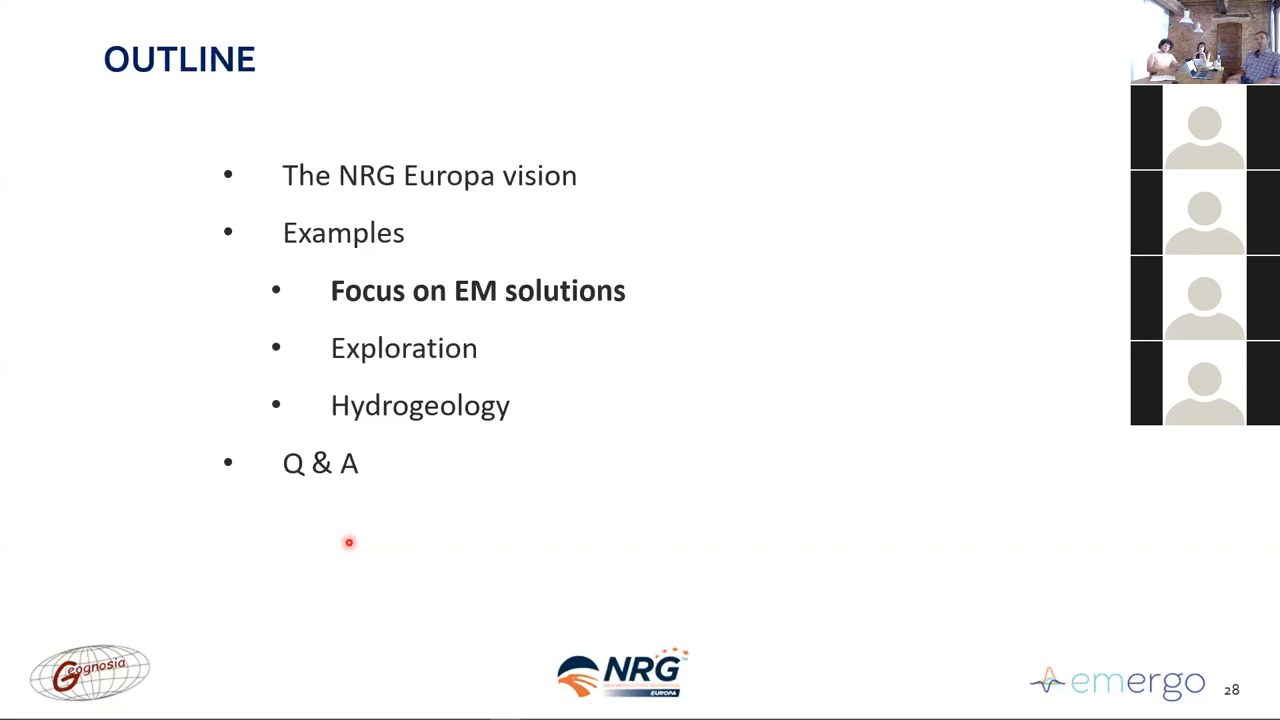 OUTLINE
• The NRG Europa vision
• Examples
• Focus on EM solutions
• Exploration
• Hydrogeology
• Q & A
Geognosia
NRG
EUROPA
emergo
28